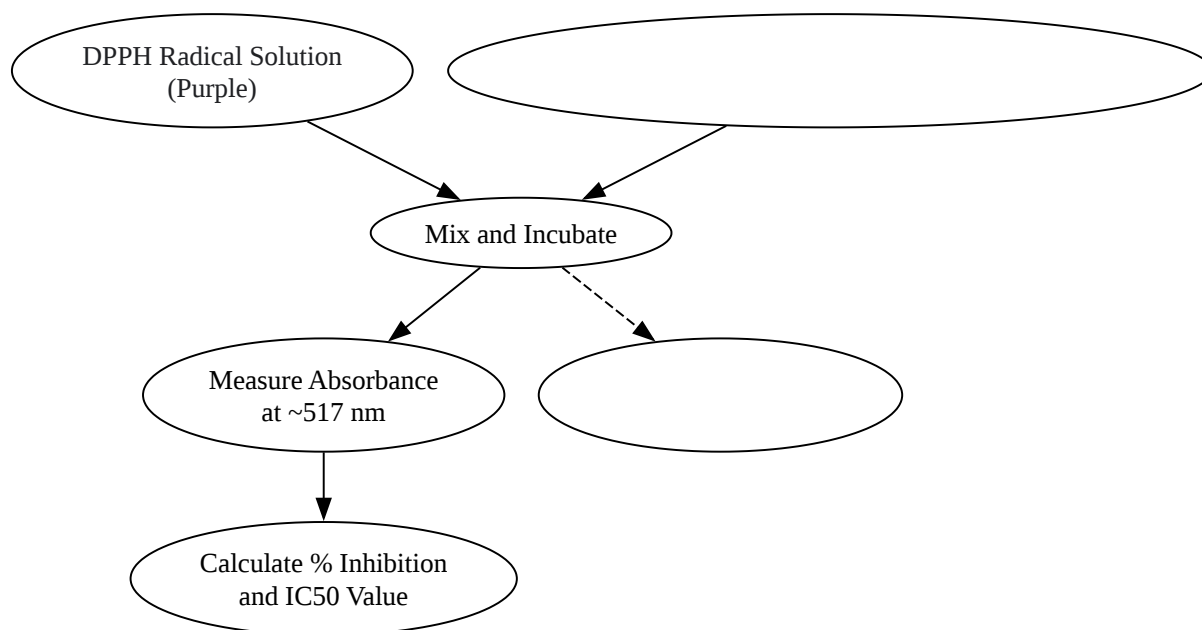 DPPH Radical Solution
(Purple)
Mix and Incubate
Measure Absorbance
at ~517 nm
Calculate % Inhibition
and IC50 Value